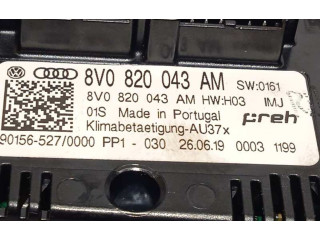 8V0 820 043 AM SW:0161
8V0 820 043 AM HW:H03 IMJ
01S Made in Portugal preh
Klimabetaetigung-AU37x
90156-527/0000 PP1 - 030 26.06.19 0003 1199